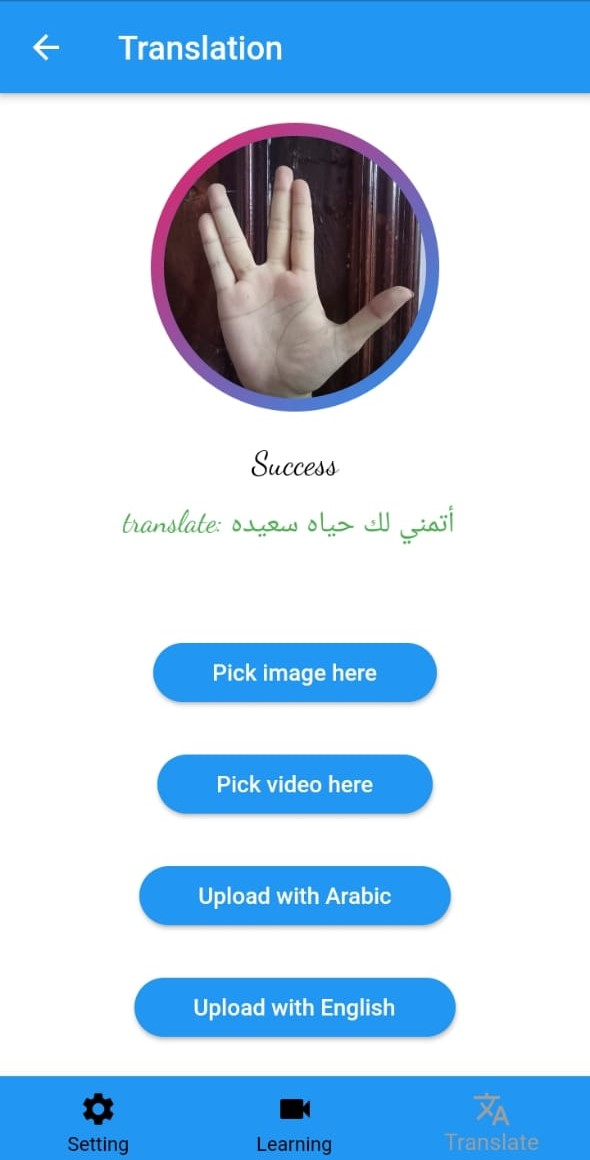 Translation
Success
translate: أتمني لك حياه سعيده
Pick image here
Pick video here
Upload with Arabic
Upload with English
Setting
Learning
Translate